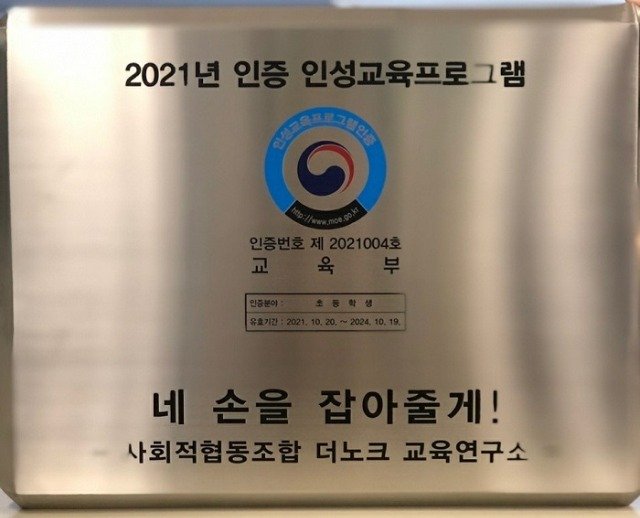 2021년 인증 인성교육프로그램
인성교육프로그램인증
http://www.moe.go.kr
인증번호 제 2021004호
교 육 부
인증분야 : 초 등 학 생
유효기간 : 2021. 10. 20. ~ 2024. 10. 19.
네 손을 잡아줄게!
사회적협동조합 더노크 교육연구소